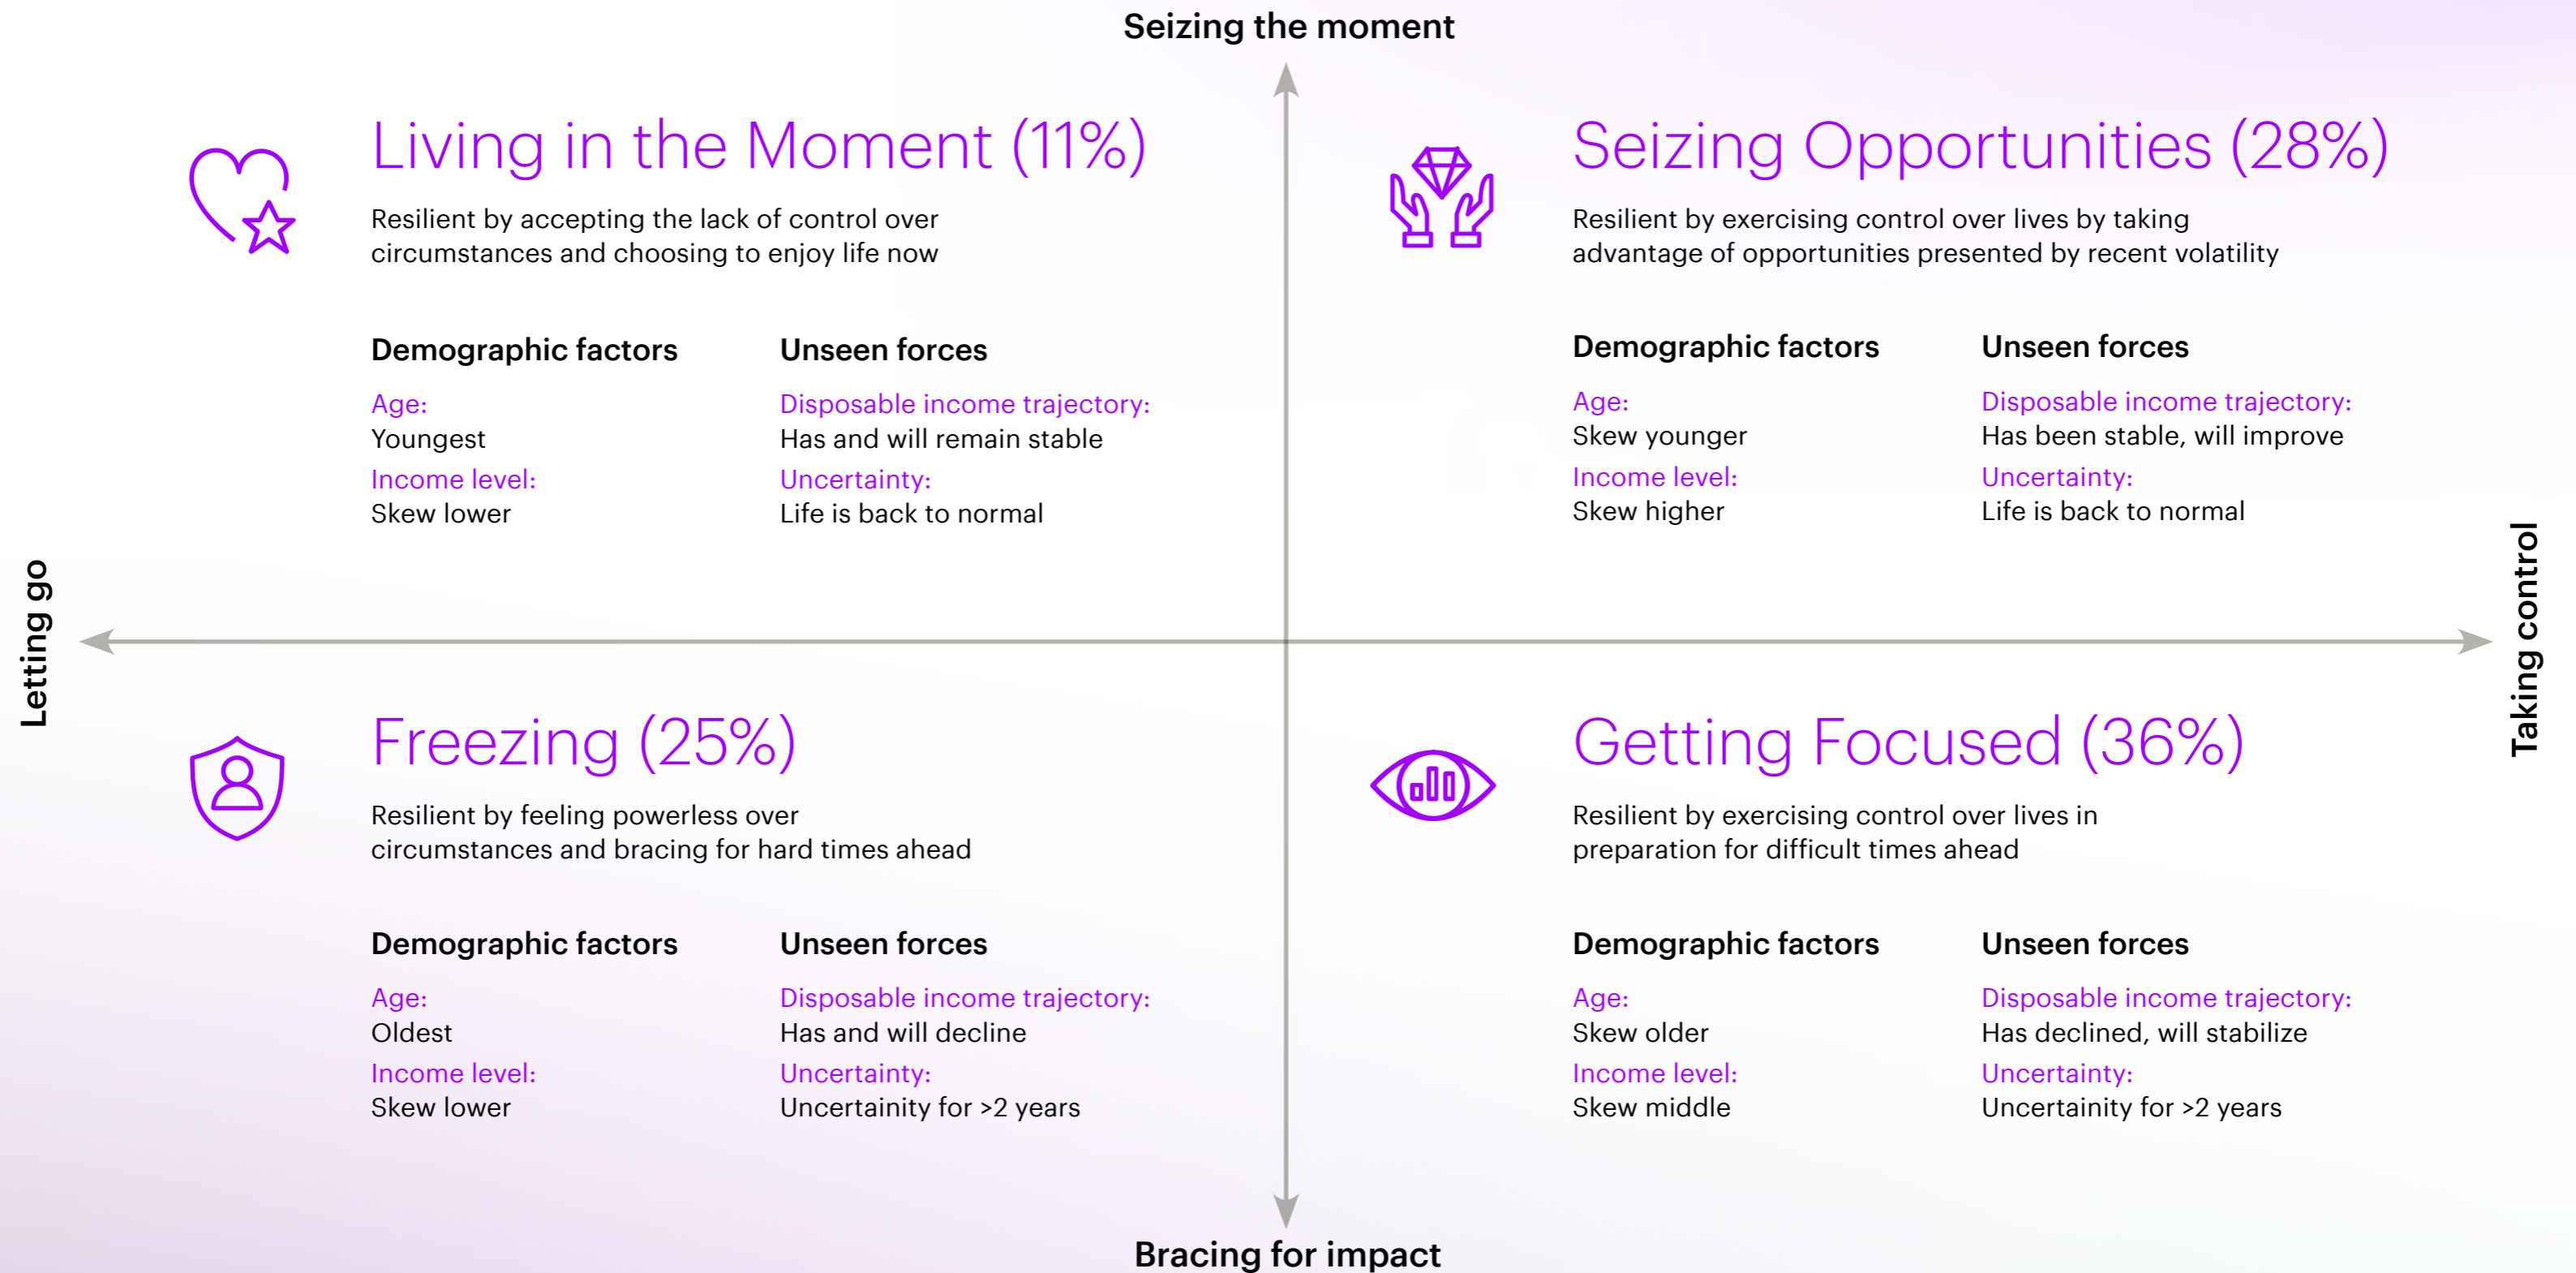 Seizing the moment
Living in the Moment (11%)
Resilient by accepting the lack of control over
circumstances and choosing to enjoy life now
Demographic factors
Age:
Youngest
Income level:
Skew lower
Unseen forces
Disposable income trajectory:
Has and will remain stable
Uncertainty:
Life is back to normal
Seizing Opportunities (28%)
Resilient by exercising control over lives by taking
advantage of opportunities presented by recent volatility
Demographic factors
Age:
Skew younger
Income level:
Skew higher
Unseen forces
Disposable income trajectory:
Has been stable, will improve
Uncertainty:
Life is back to normal
Letting go
Taking control
Freezing (25%)
Resilient by feeling powerless over
circumstances and bracing for hard times ahead
Demographic factors
Age:
Oldest
Income level:
Skew lower
Unseen forces
Disposable income trajectory:
Has and will decline
Uncertainty:
Uncertainity for >2 years
Getting Focused (36%)
Resilient by exercising control over lives in
preparation for difficult times ahead
Demographic factors
Age:
Skew older
Income level:
Skew middle
Unseen forces
Disposable income trajectory:
Has declined, will stabilize
Uncertainty:
Uncertainity for >2 years
Bracing for impact